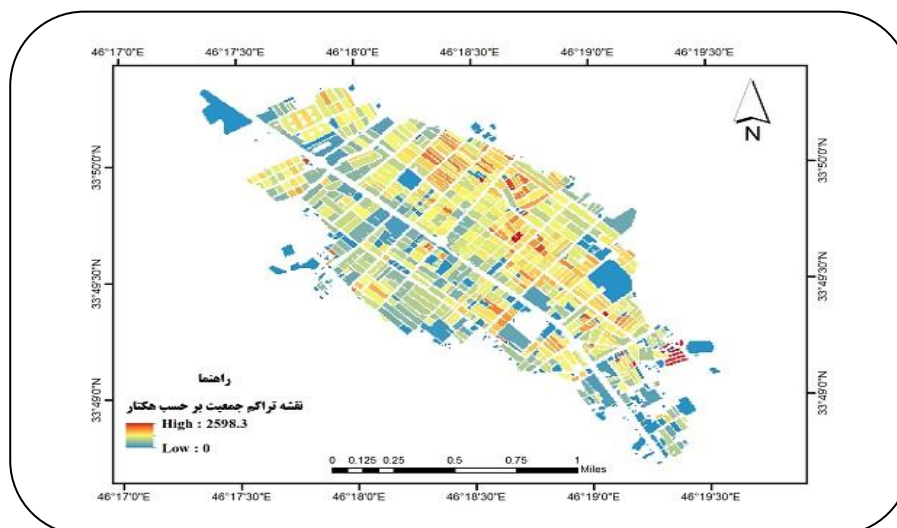 46°17'0"E 46°17'30"E 46°18'0"E 46°18'30"E 46°19'0"E 46°19'30"E
N
33°50'0"N 33°50'0"N
33°49'30"N 33°49'30"N
33°49'0"N 33°49'0"N
راهنما
نقشه تراکم جمعیت بر حسب هکتار
High : 2598.3
Low : 0
0 0.125 0.25 0.5 0.75 1
Miles
46°17'0"E 46°17'30"E 46°18'0"E 46°18'30"E 46°19'0"E 46°19'30"E